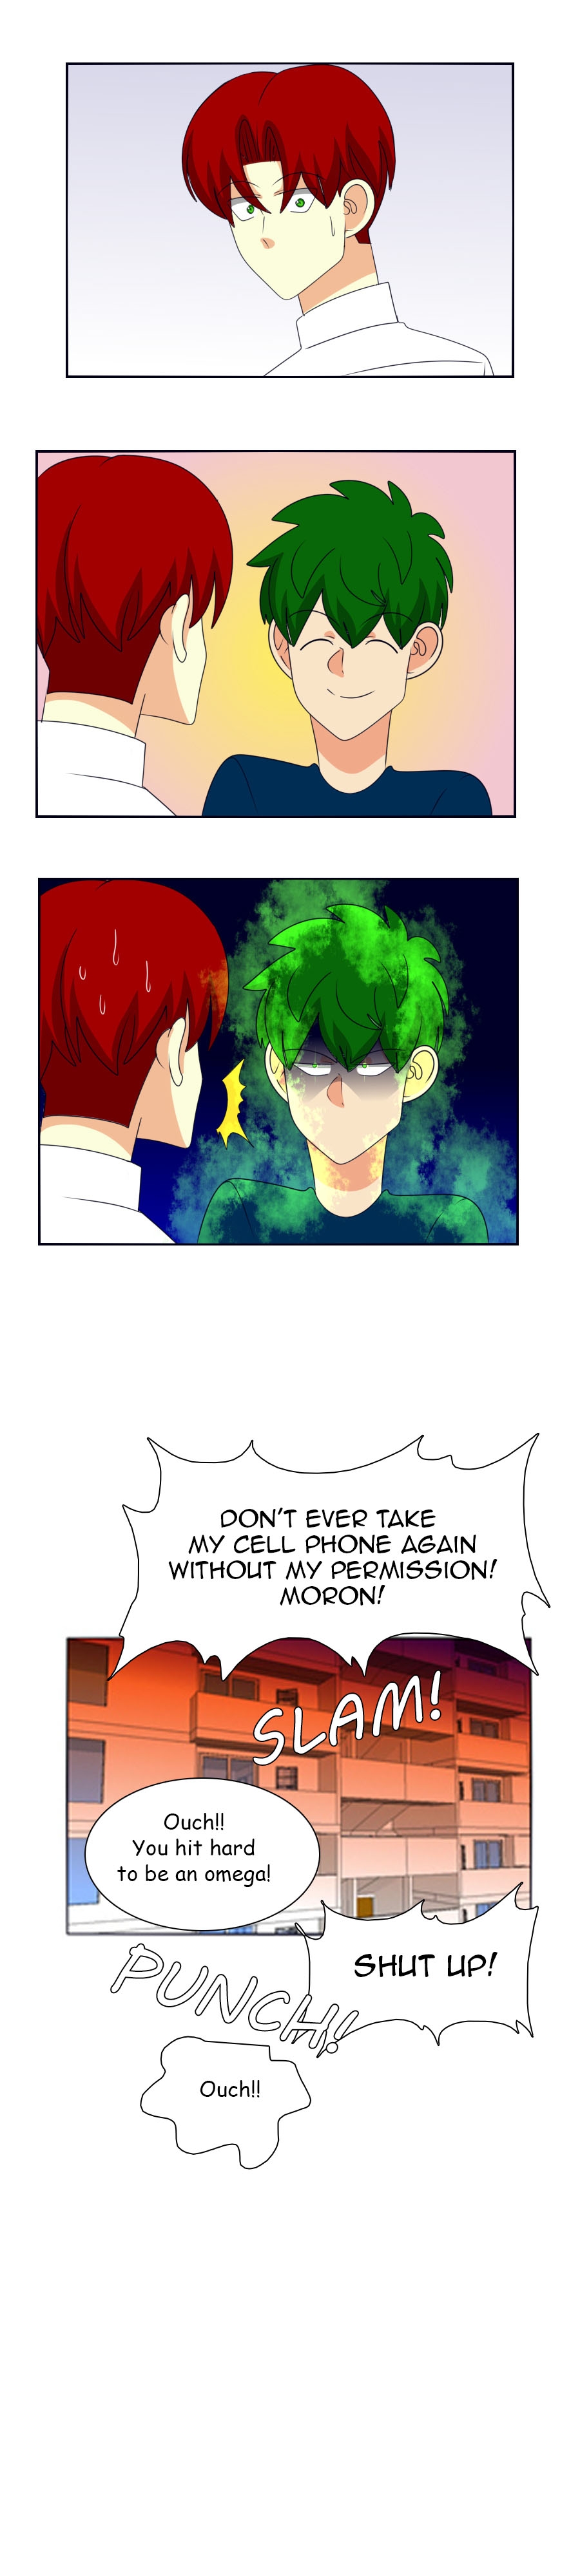 DON'T EVER TAKE
MY CELL PHONE AGAIN
WITHOUT MY PERMISSION!
MORON!
SLAM!
Ouch!!
You hit hard
to be an omega!
SHUT UP!
PUNCH!
Ouch!!